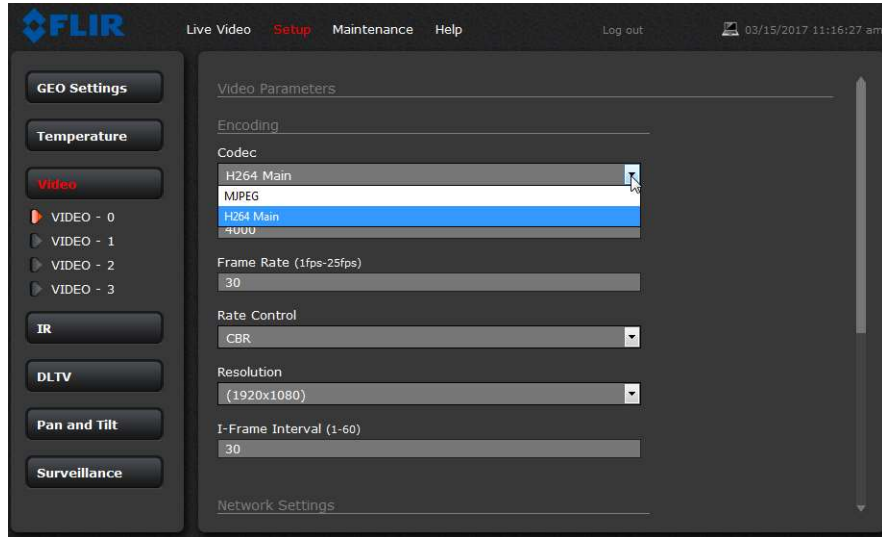 FLIR
Live Video Setup Maintenance Help Log out 03/15/2017 11:16:27 am
GEO Settings
Temperature
Video
VIDEO - 0
VIDEO - 1
VIDEO - 2
VIDEO - 3
IR
DLTV
Pan and Tilt
Surveillance
Video Parameters
Encoding
Codec
H264 Main
MJPEG
H264 Main
4000
Frame Rate (1fps-25fps)
30
Rate Control
CBR
Resolution
(1920x1080)
I-Frame Interval (1-60)
30
Network Settings